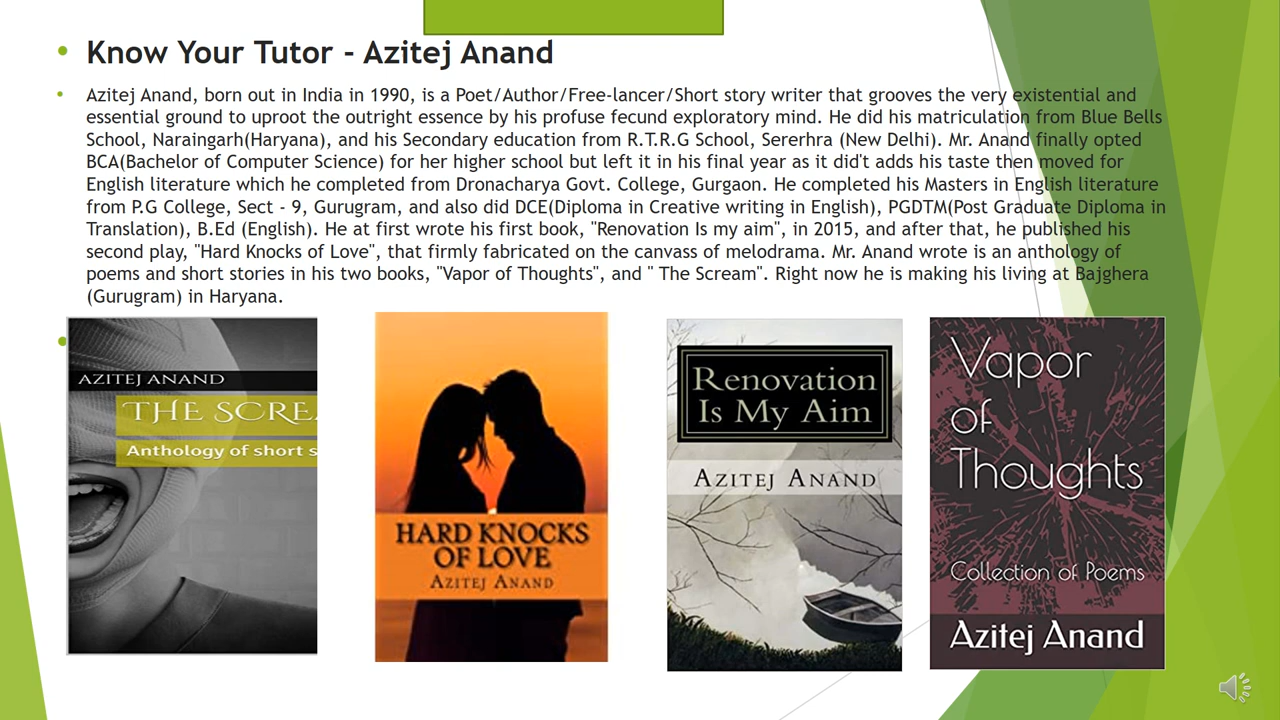 Know Your Tutor - Azitej Anand
Azitej Anand, born out in India in 1990, is a Poet/Author/Free-lancer/Short story writer that grooves the very existential and
essential ground to uproot the outright essence by his profuse fecund exploratory mind. He did his matriculation from Blue Bells
School, Naraingarh(Haryana), and his Secondary education from R.T.R.G School, Sererhra (New Delhi). Mr. Anand finally opted
BCA(Bachelor of Computer Science) for her higher school but left it in his final year as it did't adds his taste then moved for
English literature which he completed from Dronacharya Govt. College, Gurgaon. He completed his Masters in English literature
from P.G College, Sect - 9, Gurugram, and also did DCE(Diploma in Creative writing in English), PGDTM(Post Graduate Diploma in
Translation), B.Ed (English). He at first wrote his first book, "Renovation Is my aim", in 2015, and after that, he published his
second play, "Hard Knocks of Love", that firmly fabricated on the canvass of melodrama. Mr. Anand wrote is an anthology of
poems and short stories in his two books, "Vapor of Thoughts", and " The Scream". Right now he is making his living at Bajghera
(Gurugram) in Haryana.
AZITEJ ANAND
THE SCREA
Anthology of short s
HARD KNOCKS
OF LOVE
AZITEJ ANAND
Renovation
Is My Aim
AZITEJ ANAND
Vapor
of
Thoughts
Collection of Poems
Azitej Anand